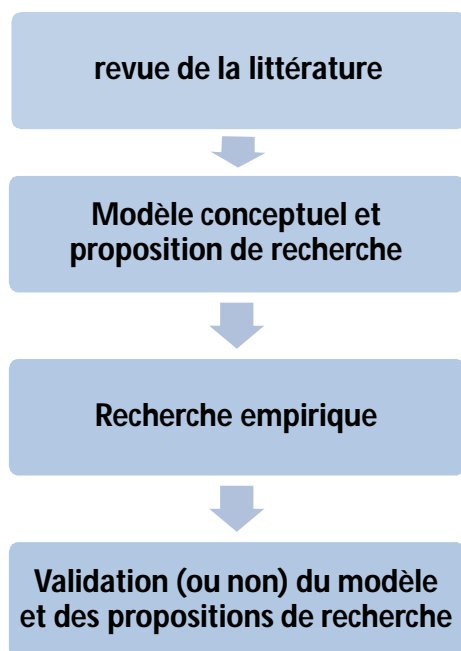 revue de la littérature
Modèle conceptuel et
proposition de recherche
Recherche empirique
Validation (ou non) du modèle
et des propositions de recherche